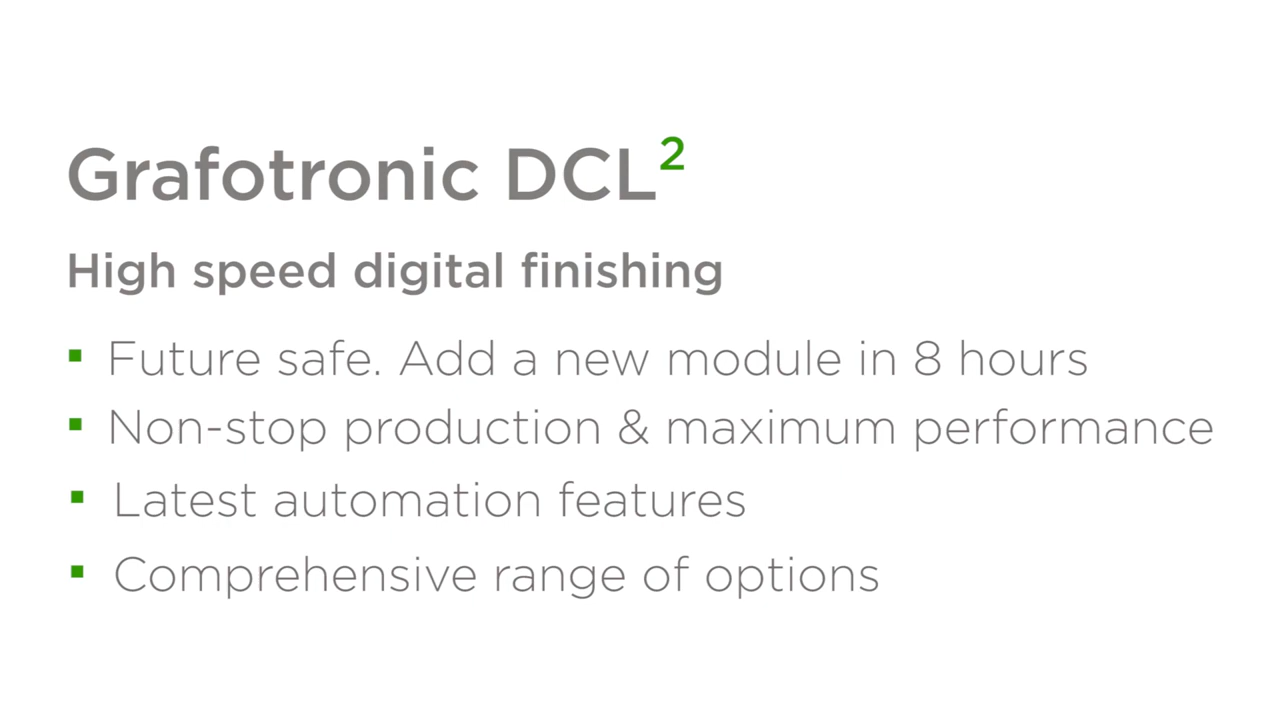 Grafotronic DCL²
High speed digital finishing
▪ Future safe. Add a new module in 8 hours
▪ Non-stop production & maximum performance
▪ Latest automation features
▪ Comprehensive range of options